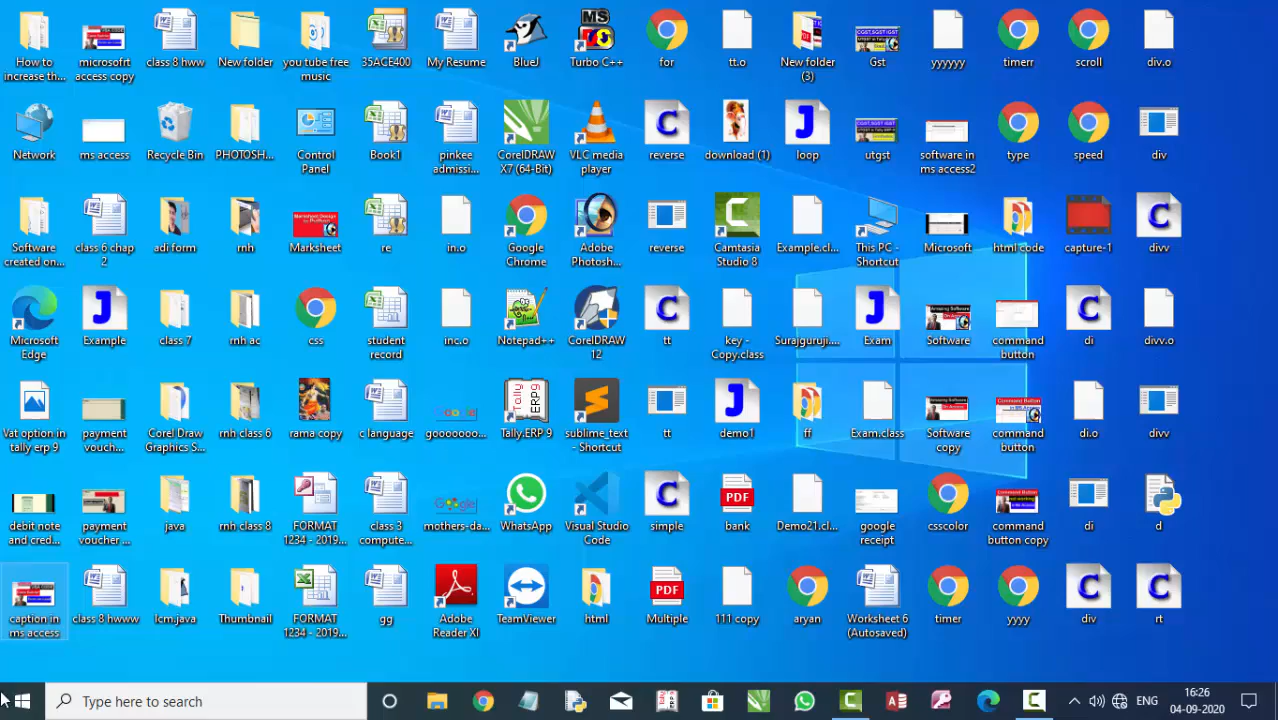 How to increase th...
microsofrt access copy
class 8 hww
New folder
you tube free music
35ACE400
My Resume
BlueJ
Turbo C++
for
tt.o
New folder (3)
Gst
yyyyyy
timerr
scroll
div.o
Network
ms access
Recycle Bin
PHOTOSH...
Control Panel
Book1
pinkee admissi...
CorelDRAW X7 (64-Bit)
VLC media player
reverse
download (1)
loop
utgst
software in ms access2
type
speed
div
Software created on...
class 6 chap 2
adi form
rnh
Marksheet
re
in.o
Google Chrome
Adobe Photosh...
reverse
Camtasia Studio 8
Example.cl...
This PC - Shortcut
Microsoft
html code
capture-1
divv
Microsoft Edge
Example
class 7
rnh ac
css
student record
inc.o
Notepad++
CorelDRAW 12
tt
key - Copy.class
Surajguruji....
Exam
Software
command button
di
divv.o
Vat option in tally erp 9
payment vouch...
Corel Draw Graphics S...
rnh class 6
rama copy
c language
gooooooo...
Tally.ERP 9
sublime_text - Shortcut
tt
demo1
ff
Exam.class
Software copy
command button
di.o
divv
debit note and cred...
payment voucher ...
java
rnh class 8
FORMAT 1234 - 2019...
class 3 compute...
mothers-da...
WhatsApp
Visual Studio Code
simple
bank
Demo21.cl...
google receipt
csscolor
command button copy
di
d
caption in ms access
class 8 hwww
lcm.java
Thumbnail
FORMAT 1234 - 2019...
gg
Adobe Reader XI
TeamViewer
html
Multiple
111 copy
aryan
Worksheet 6 (Autosaved)
timer
yyyy
div
rt
Type here to search
ENG
16:26
04-09-2020